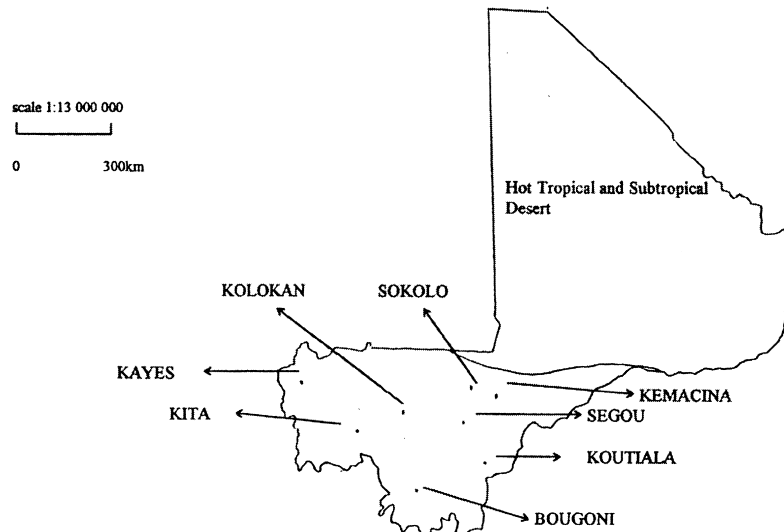 scale 1:13 000 000
0 300km
Hot Tropical and Subtropical
Desert
KOLOKAN
SOKOLO
KAYES
KEMACINA
KITA
SEGOU
KOUTIALA
BOUGONI